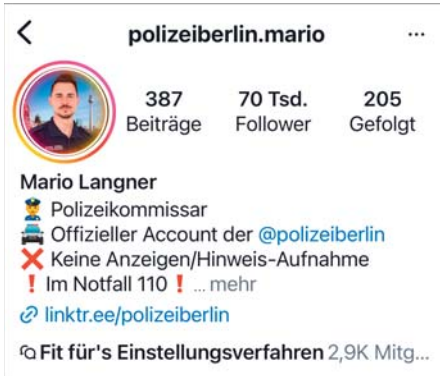 polizeiberlin.mario
387 70 Tsd. 205
Beiträge Follower Gefolgt
Mario Langner
Polizeikommissar
Offizieller Account der @polizeiberlin
Keine Anzeigen/Hinweis-Aufnahme
Im Notfall 110 ... mehr
linktr.ee/polizeiberlin
Fit für's Einstellungsverfahren 2,9K Mitg...